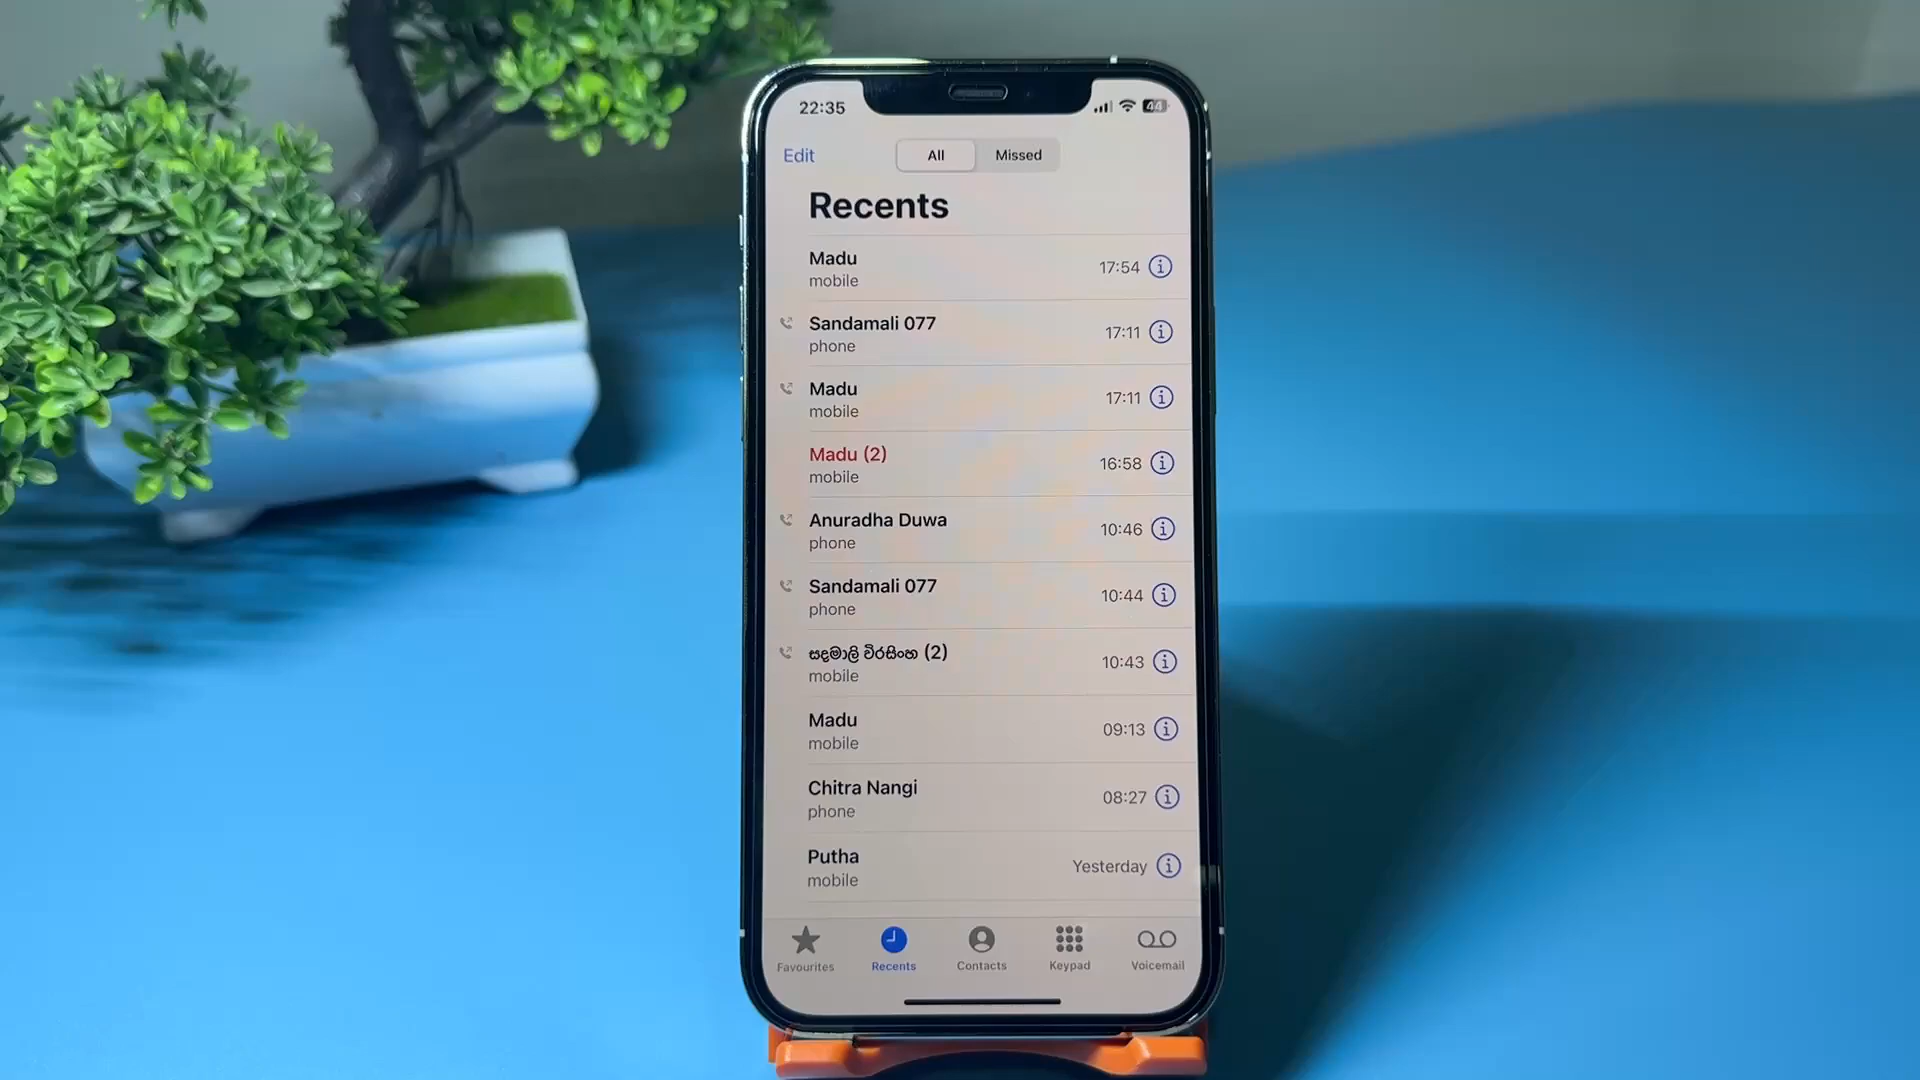 22:35
44
Edit
All
Missed
Recents
Madu
mobile
17:54
Sandamali 077
phone
17:11
Madu
mobile
17:11
Madu (2)
mobile
16:58
Anuradha Duwa
phone
10:46
Sandamali 077
phone
10:44
සඳමාලි වීරසිංහ (2)
mobile
10:43
Madu
mobile
09:13
Chitra Nangi
phone
08:27
Putha
mobile
Yesterday
Favourites
Recents
Contacts
Keypad
Voicemail